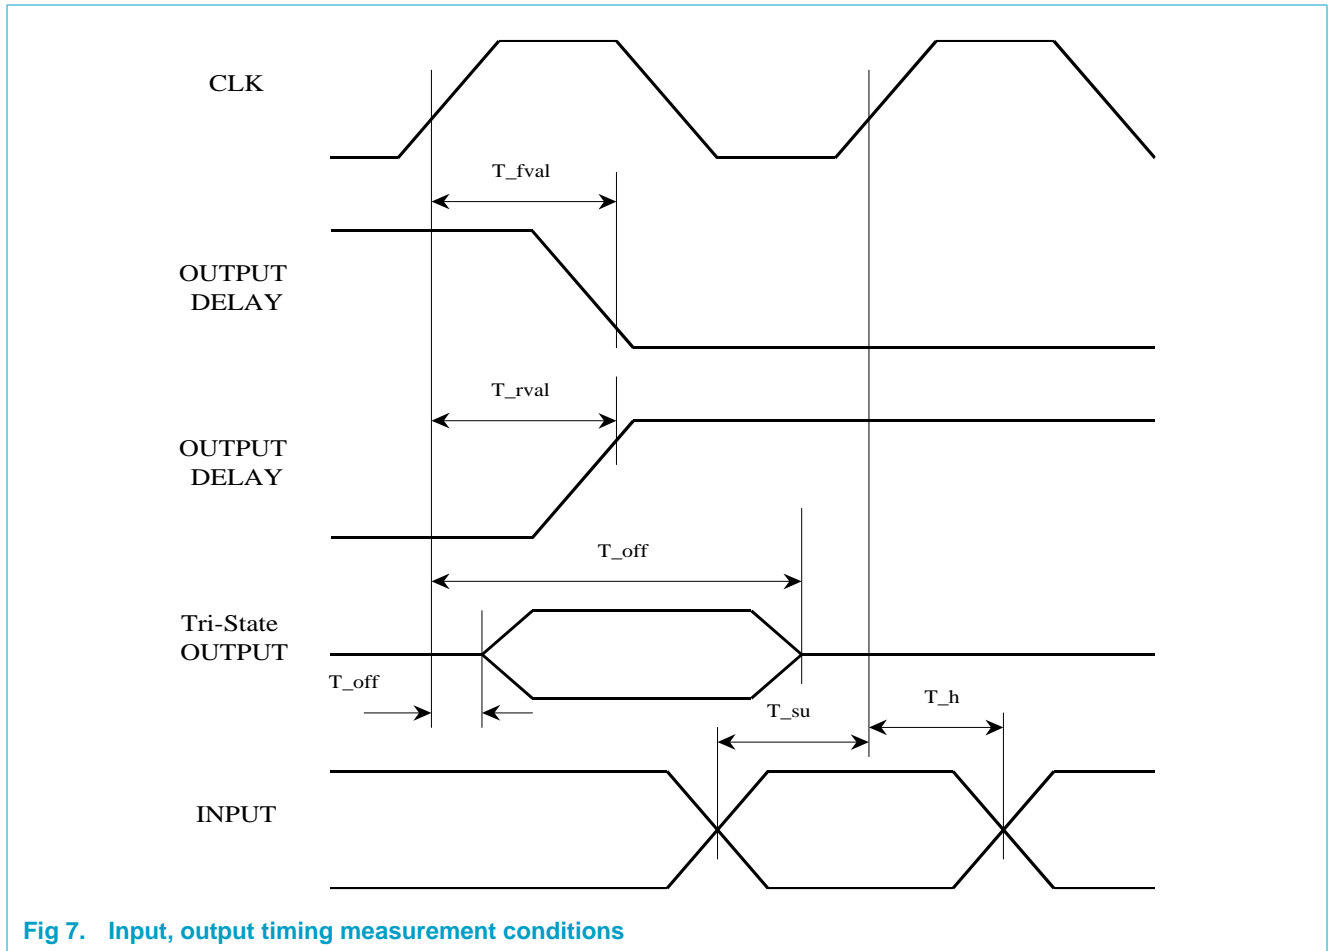 CLK
T_fval
OUTPUT
DELAY
T_rval
OUTPUT
DELAY
T_off
Tri-State
OUTPUT
T_off
T_su
T_h
INPUT
Fig 7. Input, output timing measurement conditions